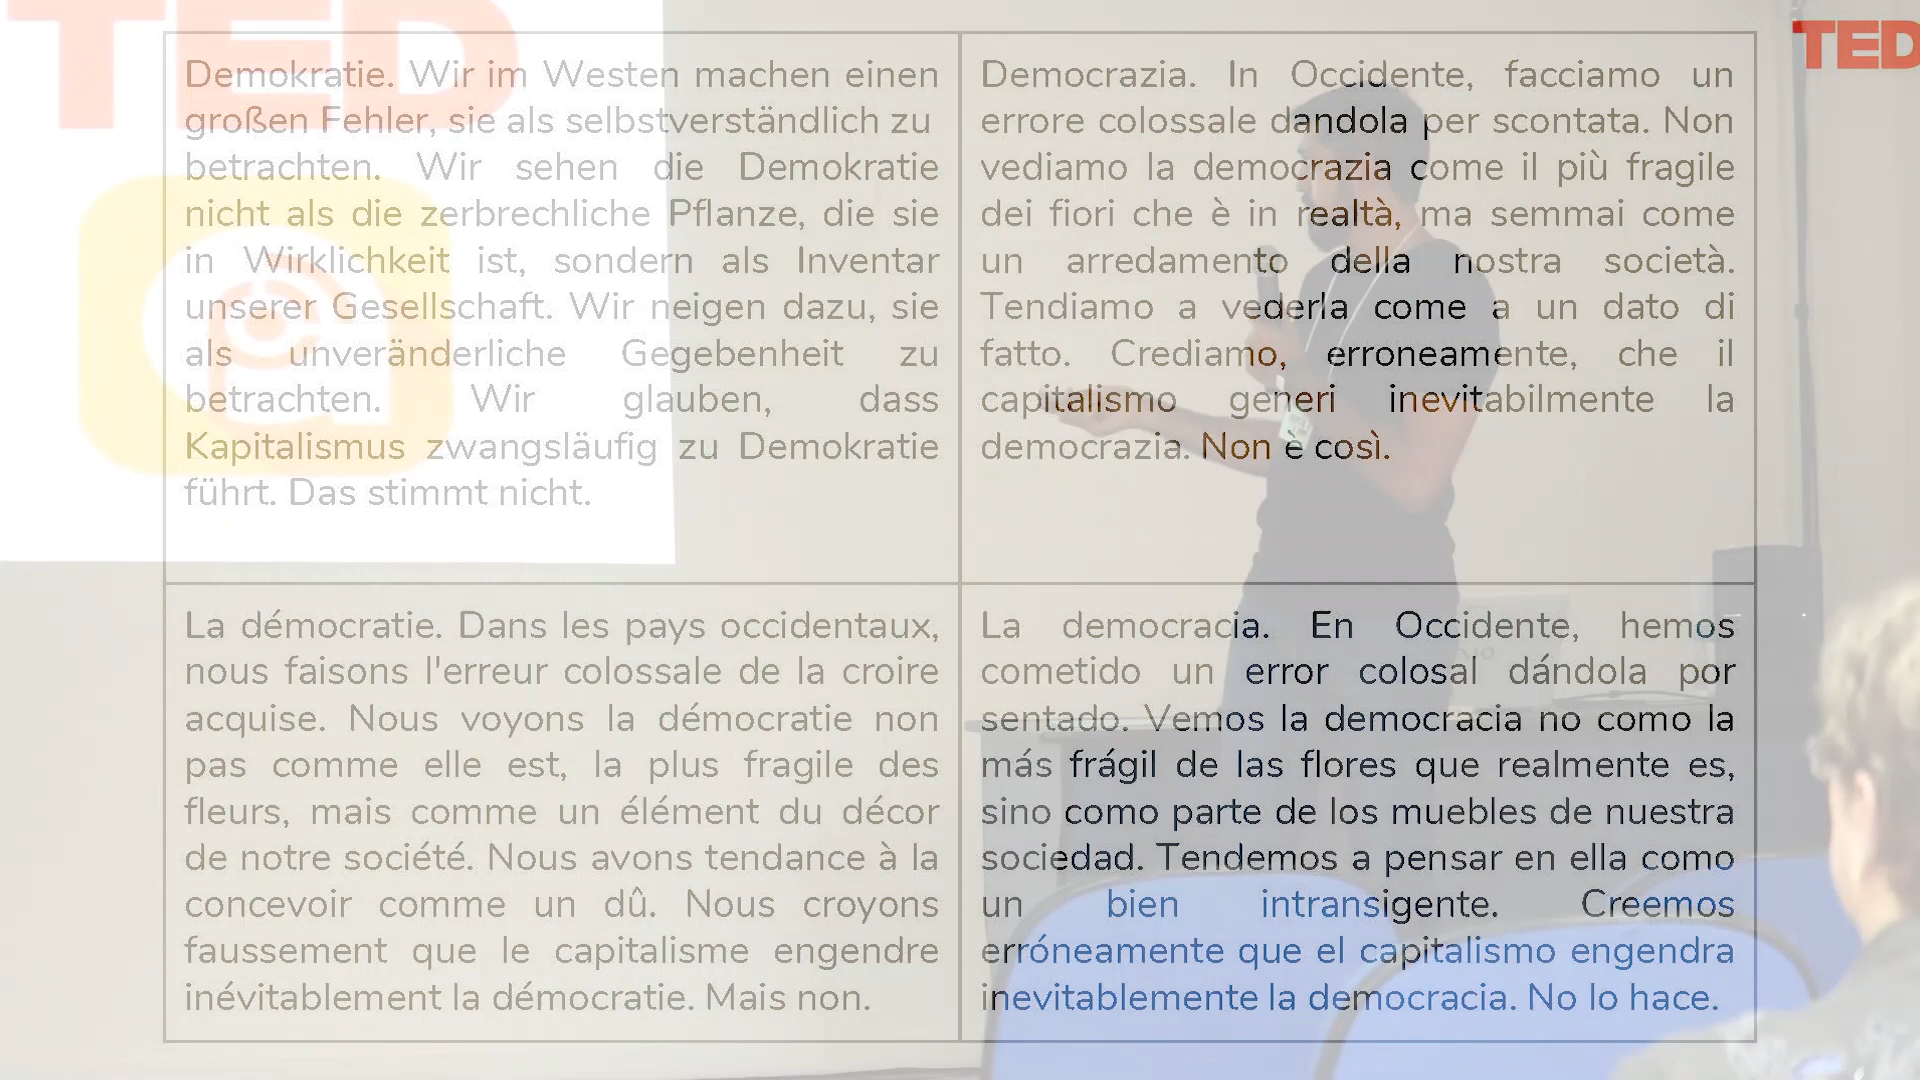 TED
TED
Demokratie. Wir im Westen machen einen
großen Fehler, sie als selbstverständlich zu
betrachten. Wir sehen die Demokratie
nicht als die zerbrechliche Pflanze, die sie
in Wirklichkeit ist, sondern als Inventar
unserer Gesellschaft. Wir neigen dazu, sie
als unveränderliche Gegebenheit zu
betrachten. Wir glauben, dass
Kapitalismus zwangsläufig zu Demokratie
führt. Das stimmt nicht.
Democrazia. In Occidente, facciamo un
errore colossale dandola per scontata. Non
vediamo la democrazia come il più fragile
dei fiori che è in realtà, ma semmai come
un arredamento della nostra società.
Tendiamo a vederla come a un dato di
fatto. Crediamo, erroneamente, che il
capitalismo generi inevitabilmente la
democrazia. Non è così.
La démocratie. Dans les pays occidentaux,
nous faisons l'erreur colossale de la croire
acquise. Nous voyons la démocratie non
pas comme elle est, la plus fragile des
fleurs, mais comme un élément du décor
de notre société. Nous avons tendance à la
concevoir comme un dû. Nous croyons
faussement que le capitalisme engendre
inévitablement la démocratie. Mais non.
La democracia. En Occidente, hemos
cometido un error colosal dándola por
sentado. Vemos la democracia no como la
más frágil de las flores que realmente es,
sino como parte de los muebles de nuestra
sociedad. Tendemos a pensar en ella como
un bien intransigente. Creemos
erróneamente que el capitalismo engendra
inevitablemente la democracia. No lo hace.